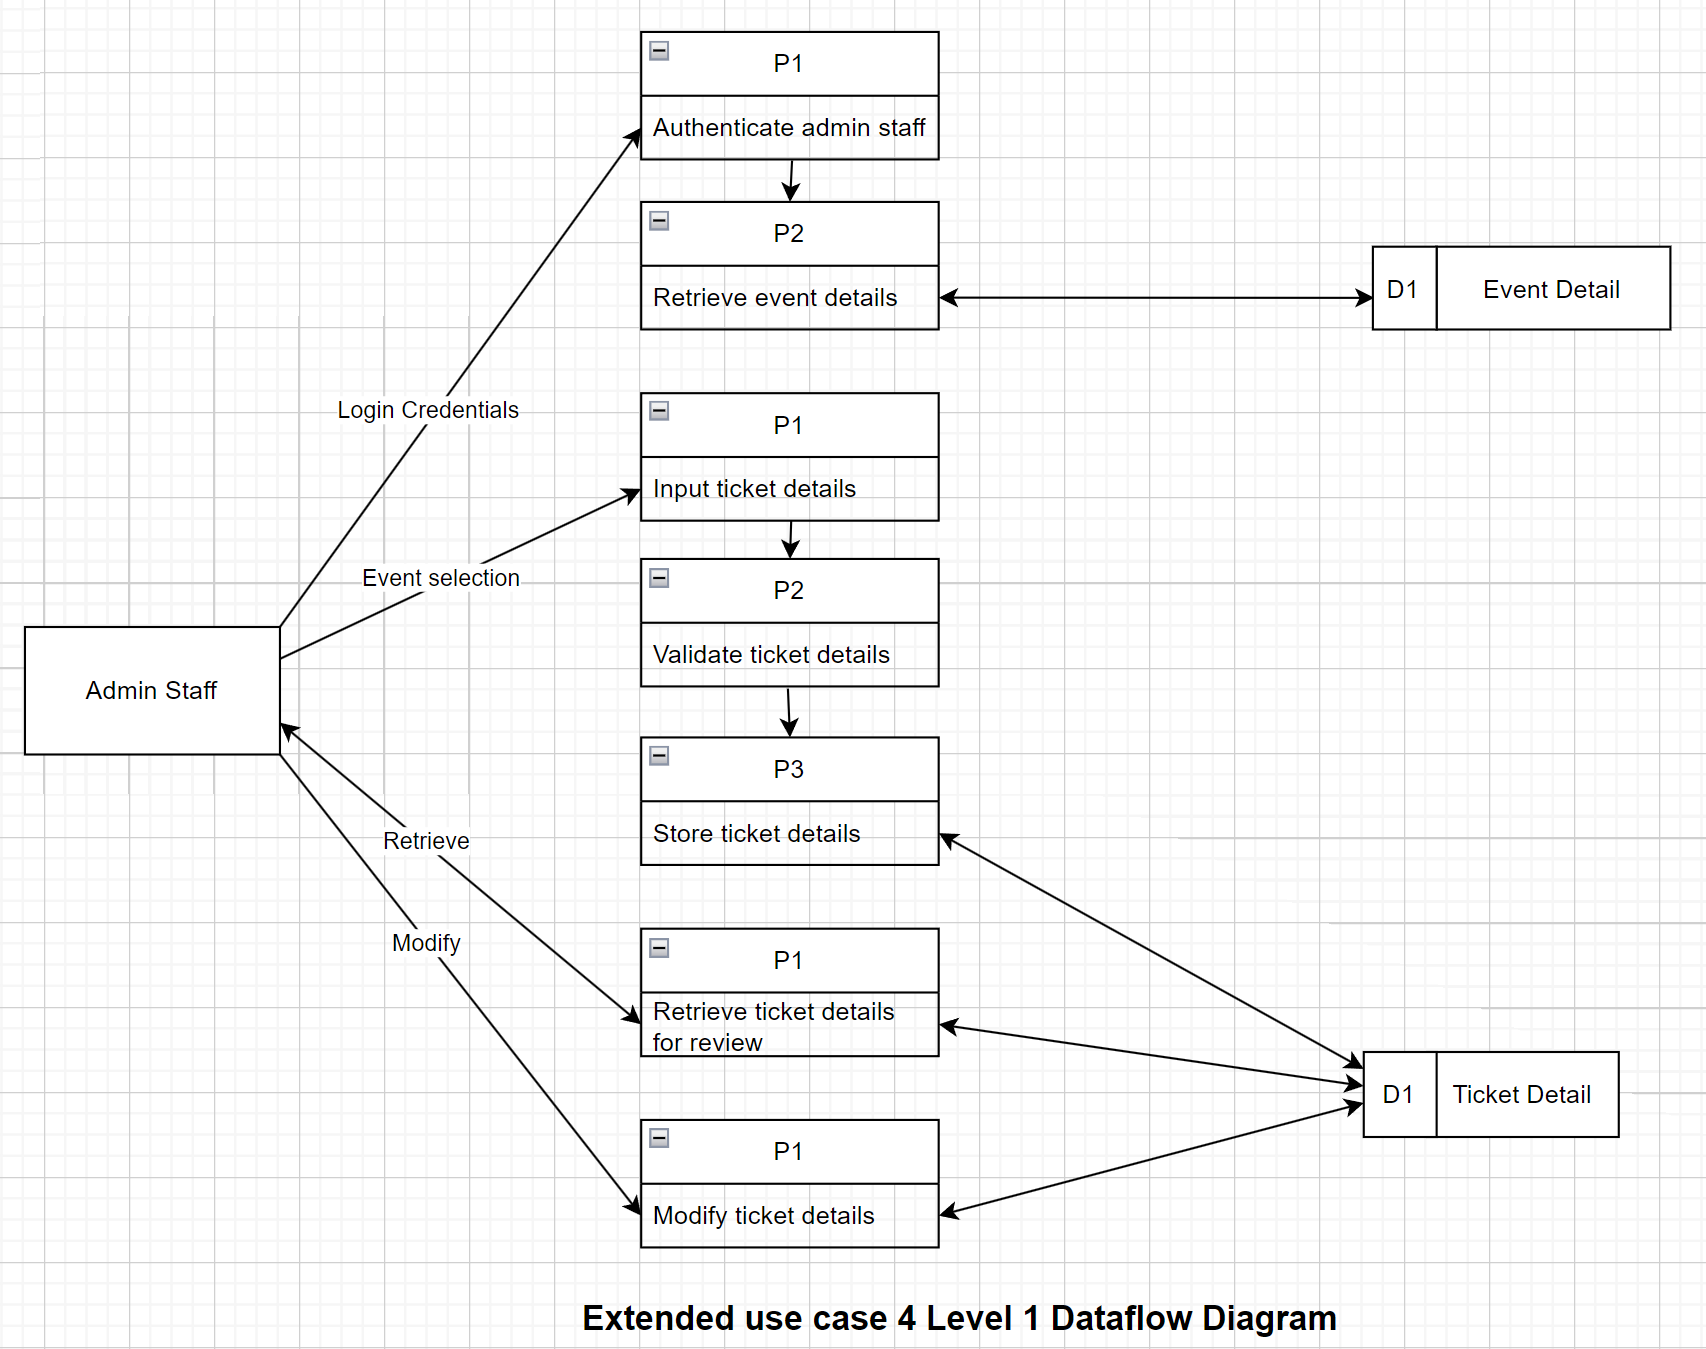 P1
Authenticate admin staff
P2
Retrieve event details
D1
Event Detail
Login Credentials
P1
Input ticket details
Event selection
P2
Validate ticket details
Admin Staff
P3
Store ticket details
Retrieve
Modify
P1
Retrieve ticket details
for review
D1
Ticket Detail
P1
Modify ticket details
Extended use case 4 Level 1 Dataflow Diagram